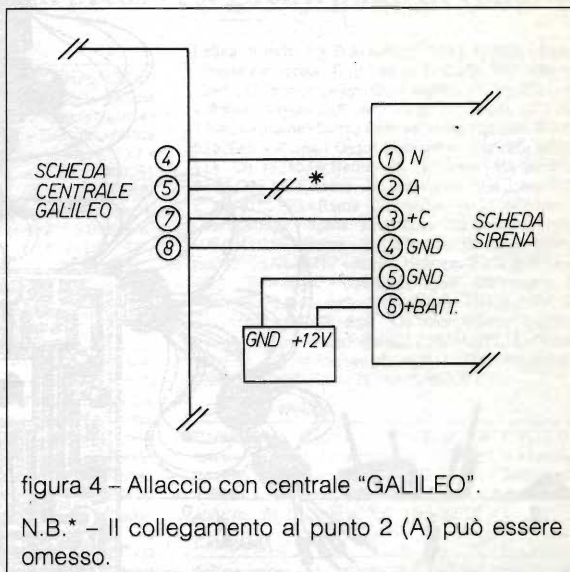 SCHEDA
CENTRALE
GALILEO
4
5
7
8
*
1 N
2 A
3 +C
4 GND
5 GND
6 +BATT.
SCHEDA
SIRENA
GND +12V
figura 4 – Allaccio con centrale "GALILEO".
N.B.* – Il collegamento al punto 2 (A) può essere
omesso.